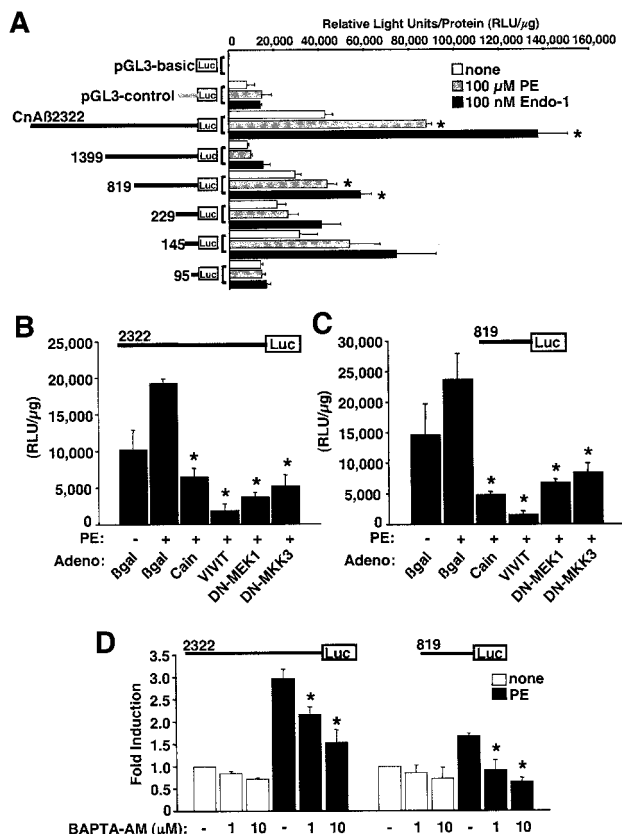 A
Relative Light Units/Protein (RLU/µg)
0 20,000 40,000 60,000 80,000 100,000 120,000 140,000 160,000
pGL3-basic Luc
none
pGL3-control Luc
100 µM PE
100 nM Endo-1
CnAß2322 Luc
*
*
1399 Luc
819 Luc
*
*
229 Luc
145 Luc
95 Luc
B
2322
Luc
25,000
20,000
15,000
10,000
5,000
0
(RLU/µg)
* * * *
PE: - + + + + +
Adeno: ßgal ßgal Cain VIVIT DN-MEK1 DN-MKK3
C
819
Luc
30,000
25,000
20,000
15,000
10,000
5,000
0
(RLU/µg)
* * * *
PE: - + + + + +
Adeno: ßgal ßgal Cain VIVIT DN-MEK1 DN-MKK3
D
2322
Luc
819
Luc
3.5
3.0
2.5
2.0
1.5
1.0
0.5
0
Fold Induction
none
PE
* * * *
BAPTA-AM (µM): - 1 10 - 1 10 - 1 10 - 1 10